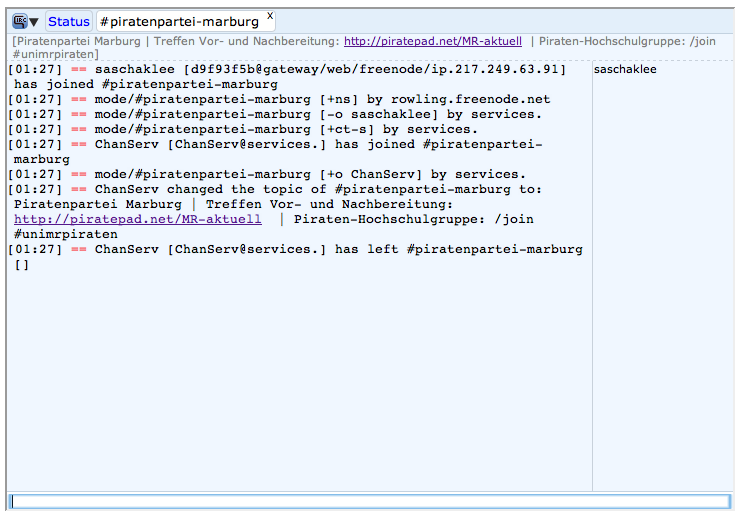 IRC Status #piratenpartei-marburg x
[Piratenpartei Marburg | Treffen Vor- und Nachbereitung: http://piratepad.net/MR-aktuell | Piraten-Hochschulgruppe: /join
#unimrpiraten]
[01:27] == saschaklee [d9f93f5b@gateway/web/freenode/ip.217.249.63.91] saschaklee
has joined #piratenpartei-marburg
[01:27] == mode/#piratenpartei-marburg [+ns] by rowling.freenode.net
[01:27] == mode/#piratenpartei-marburg [-o saschaklee] by services.
[01:27] == mode/#piratenpartei-marburg [+ct-s] by services.
[01:27] == ChanServ [ChanServ@services.] has joined #piratenpartei-
marburg
[01:27] == mode/#piratenpartei-marburg [+o ChanServ] by services.
[01:27] == ChanServ changed the topic of #piratenpartei-marburg to:
Piratenpartei Marburg | Treffen Vor- und Nachbereitung:
http://piratepad.net/MR-aktuell | Piraten-Hochschulgruppe: /join
#unimrpiraten
[01:27] == ChanServ [ChanServ@services.] has left #piratenpartei-marburg
[]